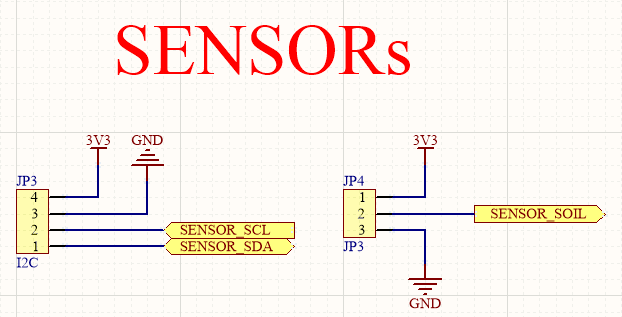 SENSORs
3V3
GND
JP3
4
3
2
1
I2C
SENSOR_SCL
SENSOR_SDA
3V3
JP4
1
2
3
JP3
SENSOR_SOIL
GND